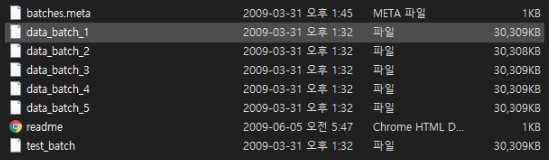 batches.meta 2009-03-31 오후 1:45 META 파일 1KB
data_batch_1 2009-03-31 오후 1:32 파일 30,309KB
data_batch_2 2009-03-31 오후 1:32 파일 30,308KB
data_batch_3 2009-03-31 오후 1:32 파일 30,309KB
data_batch_4 2009-03-31 오후 1:32 파일 30,309KB
data_batch_5 2009-03-31 오후 1:32 파일 30,309KB
readme 2009-06-05 오전 5:47 Chrome HTML D... 1KB
test_batch 2009-03-31 오후 1:32 파일 30,309KB